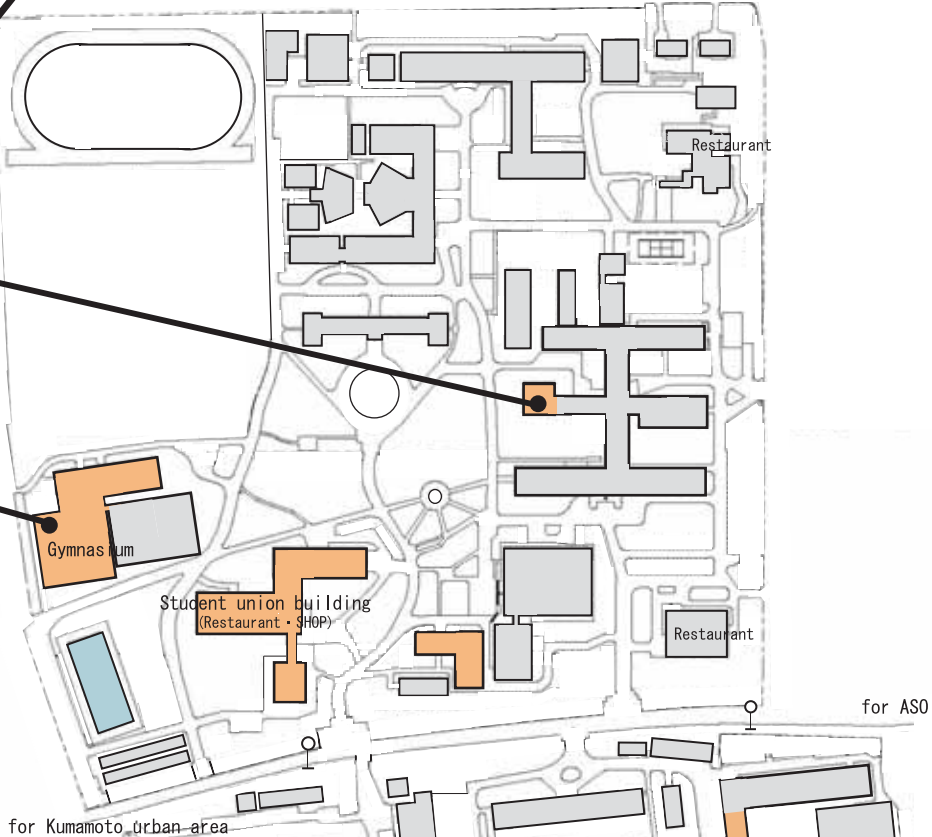 Restaurant
Gymnasium
Student union building
(Restaurant・SHOP)
Restaurant
for ASO
for Kumamoto urban area